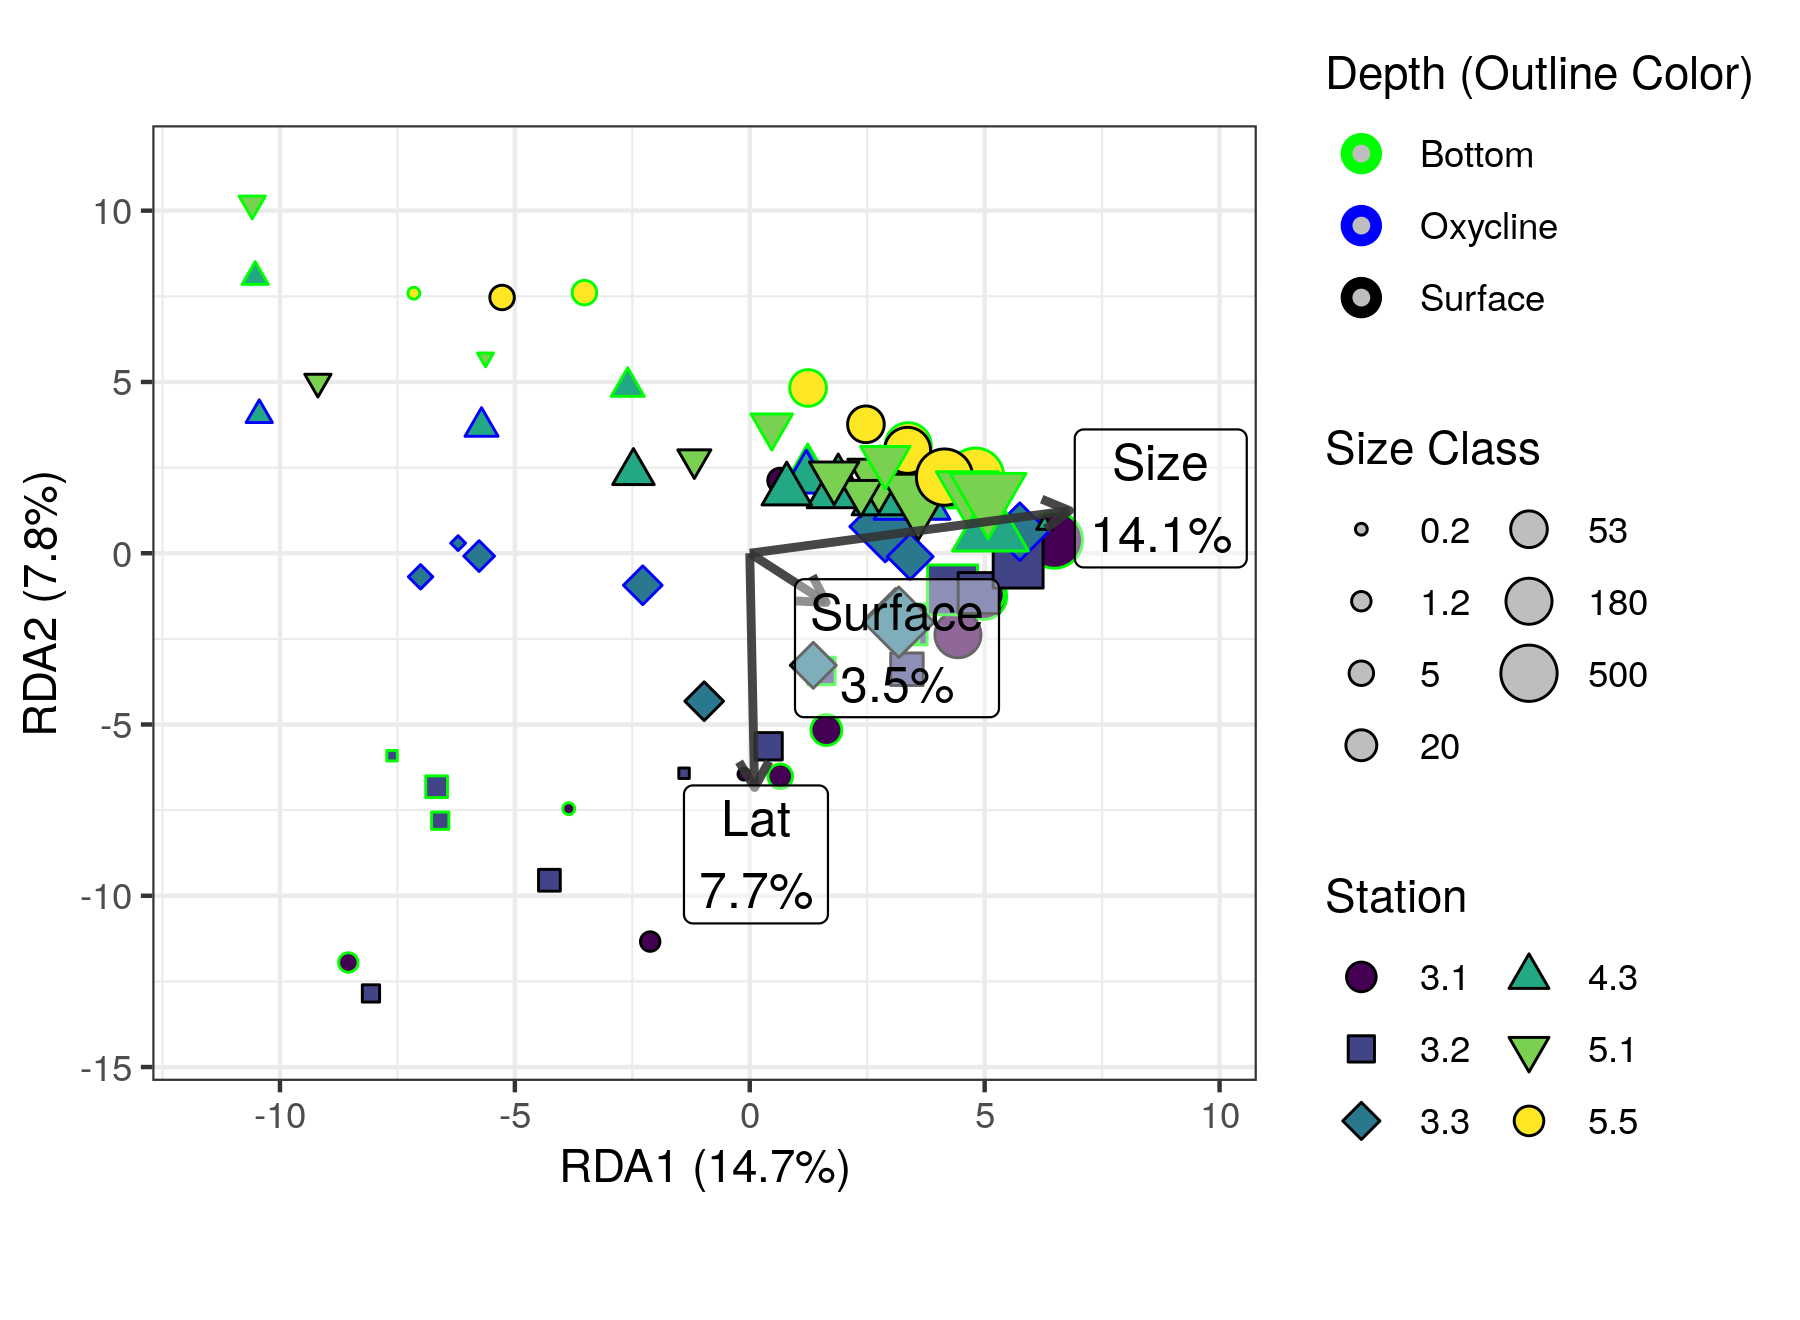 Depth (Outline Color)
Bottom
Oxycline
Surface
Size Class
0.2
53
1.2
180
5
500
20
Station
3.1
4.3
3.2
5.1
3.3
5.5
10
5
0
-5
-10
-15
RDA2 (7.8%)
Size
14.1%
Surface
3.5%
Lat
7.7%
-10
-5
0
5
10
RDA1 (14.7%)